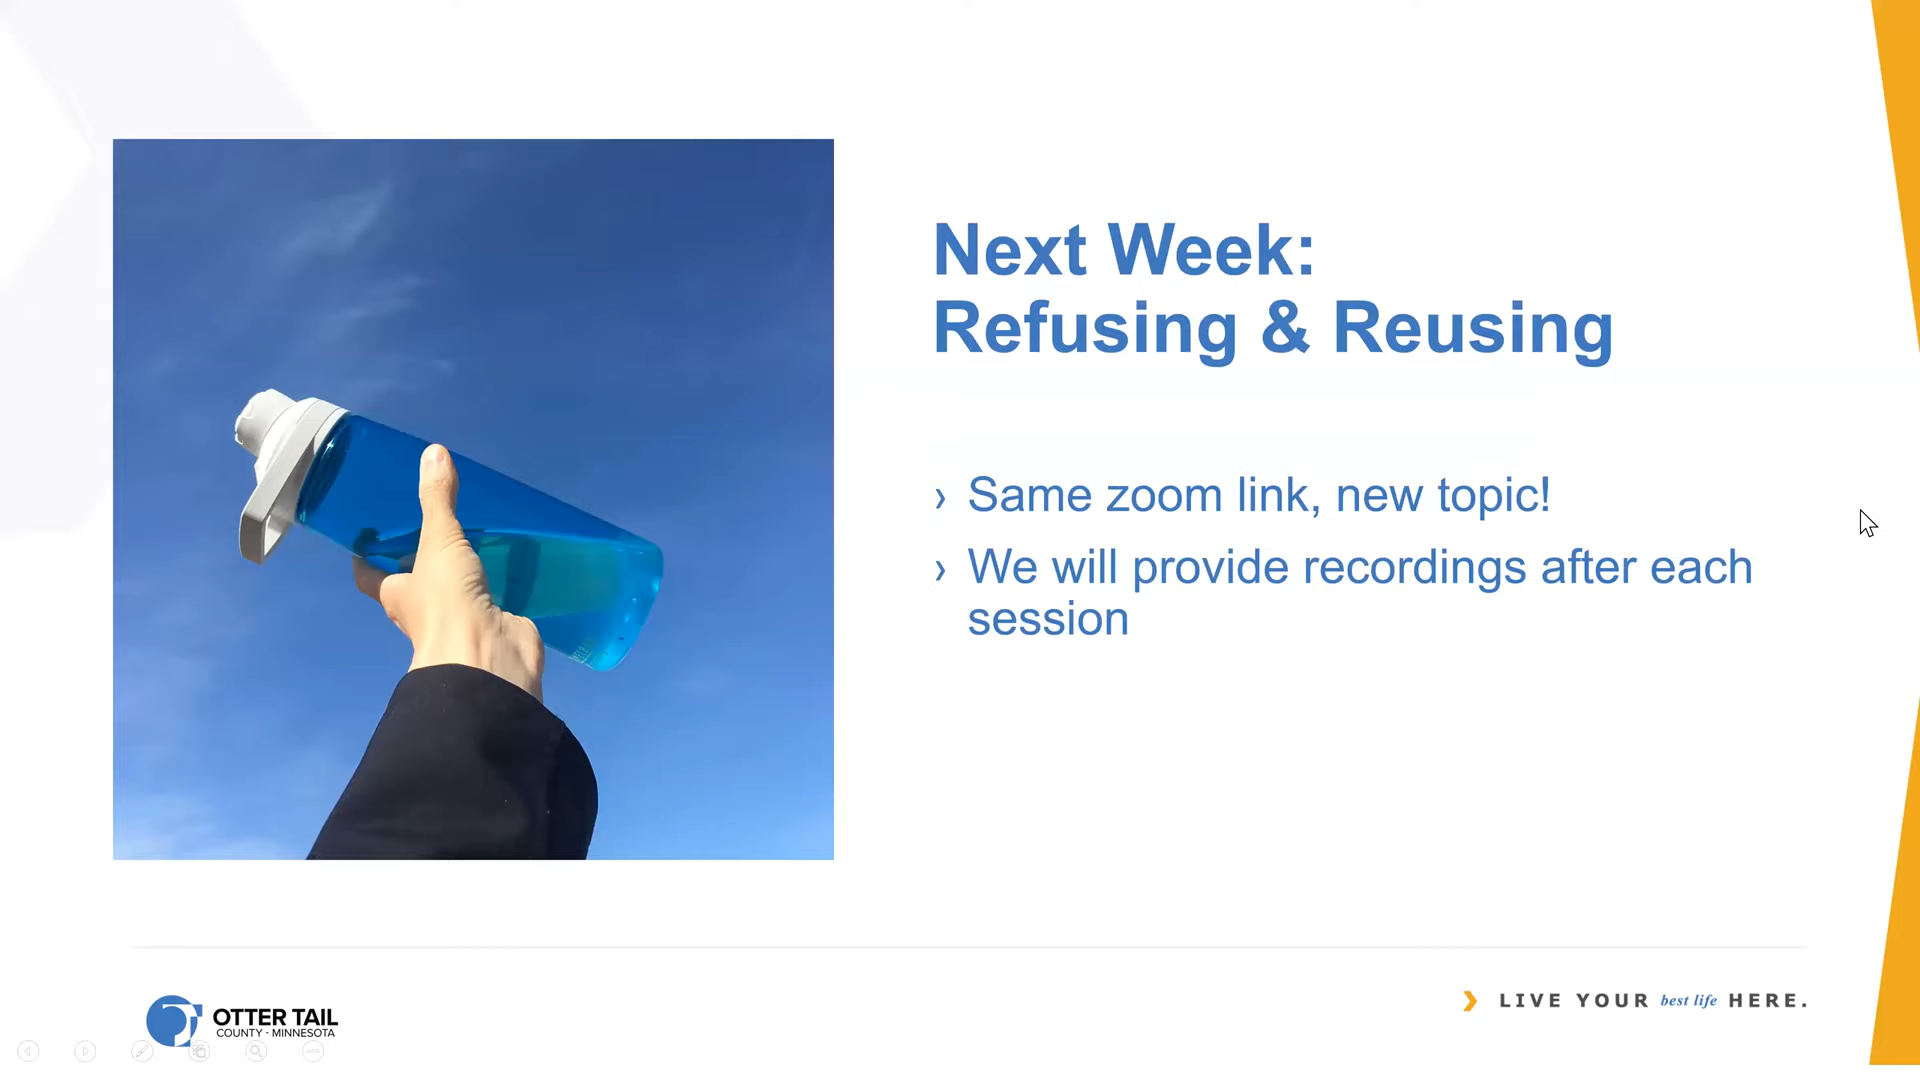 Next Week:
Refusing & Reusing
› Same zoom link, new topic!
› We will provide recordings after each
session
OTTER TAIL
COUNTY - MINNESOTA
LIVE YOUR best life HERE.